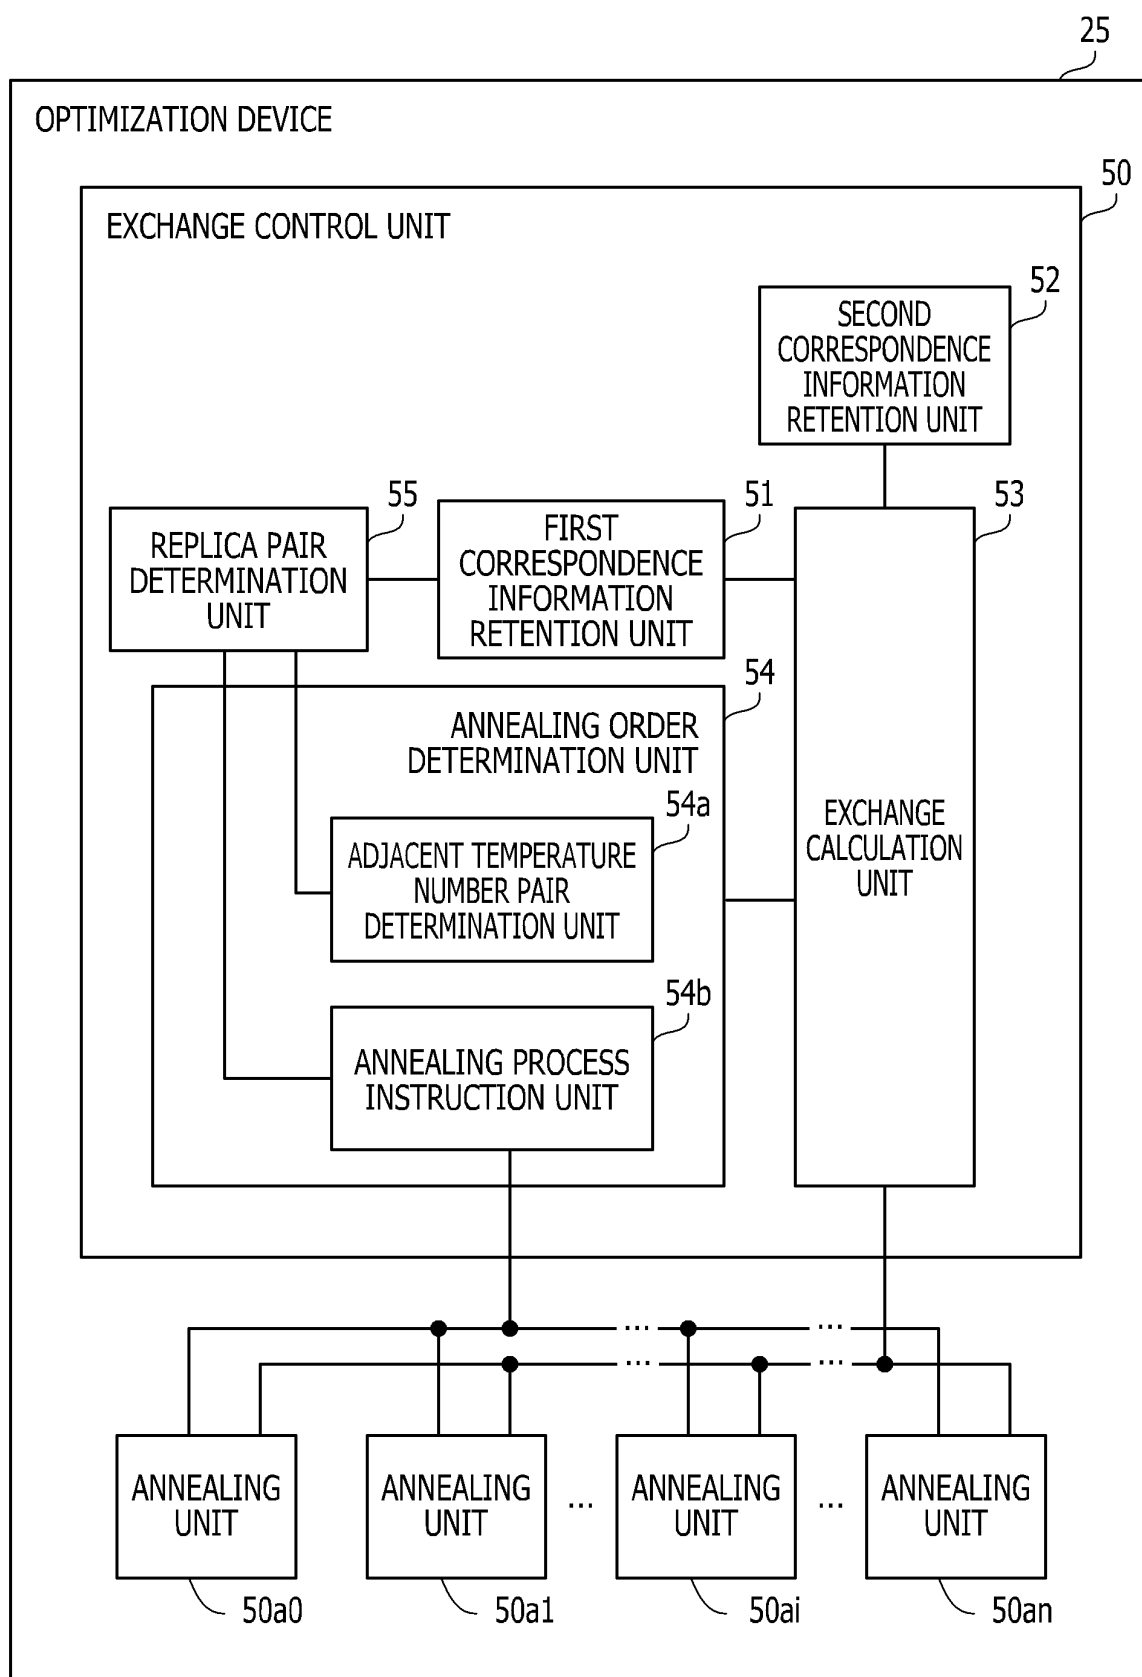 25
OPTIMIZATION DEVICE
50
EXCHANGE CONTROL UNIT
52
SECOND
CORRESPONDENCE
INFORMATION
RETENTION UNIT
55
REPLICA PAIR
DETERMINATION
UNIT
51
FIRST
CORRESPONDENCE
INFORMATION
RETENTION UNIT
53
EXCHANGE
CALCULATION
UNIT
54
ANNEALING ORDER
DETERMINATION UNIT
54a
ADJACENT TEMPERATURE
NUMBER PAIR
DETERMINATION UNIT
54b
ANNEALING PROCESS
INSTRUCTION UNIT
... ...
... ...
ANNEALING
UNIT
50a0
ANNEALING
UNIT
50a1
...
ANNEALING
UNIT
50ai
...
ANNEALING
UNIT
50an